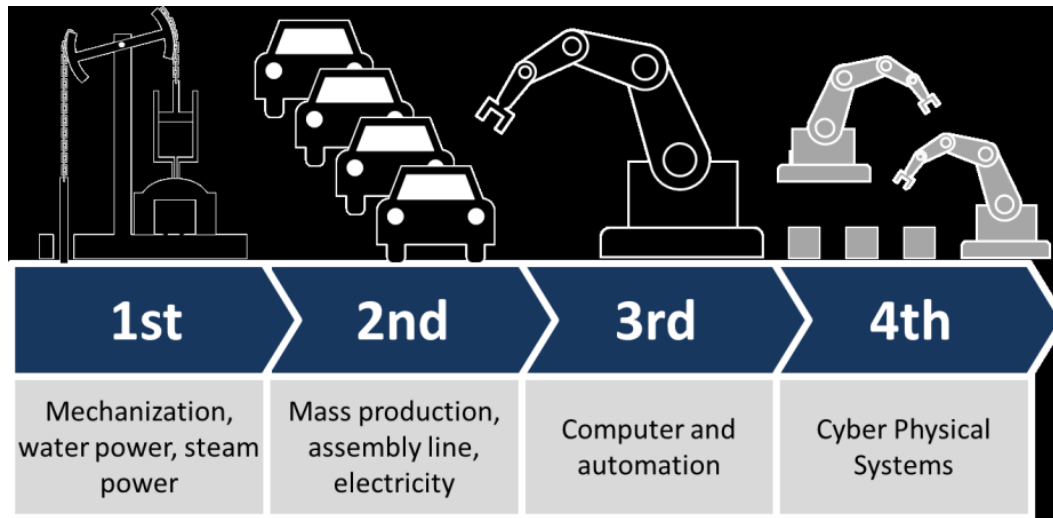 1st
2nd
3rd
4th
Mechanization,
water power, steam
power
Mass production,
assembly line,
electricity
Computer and
automation
Cyber Physical
Systems